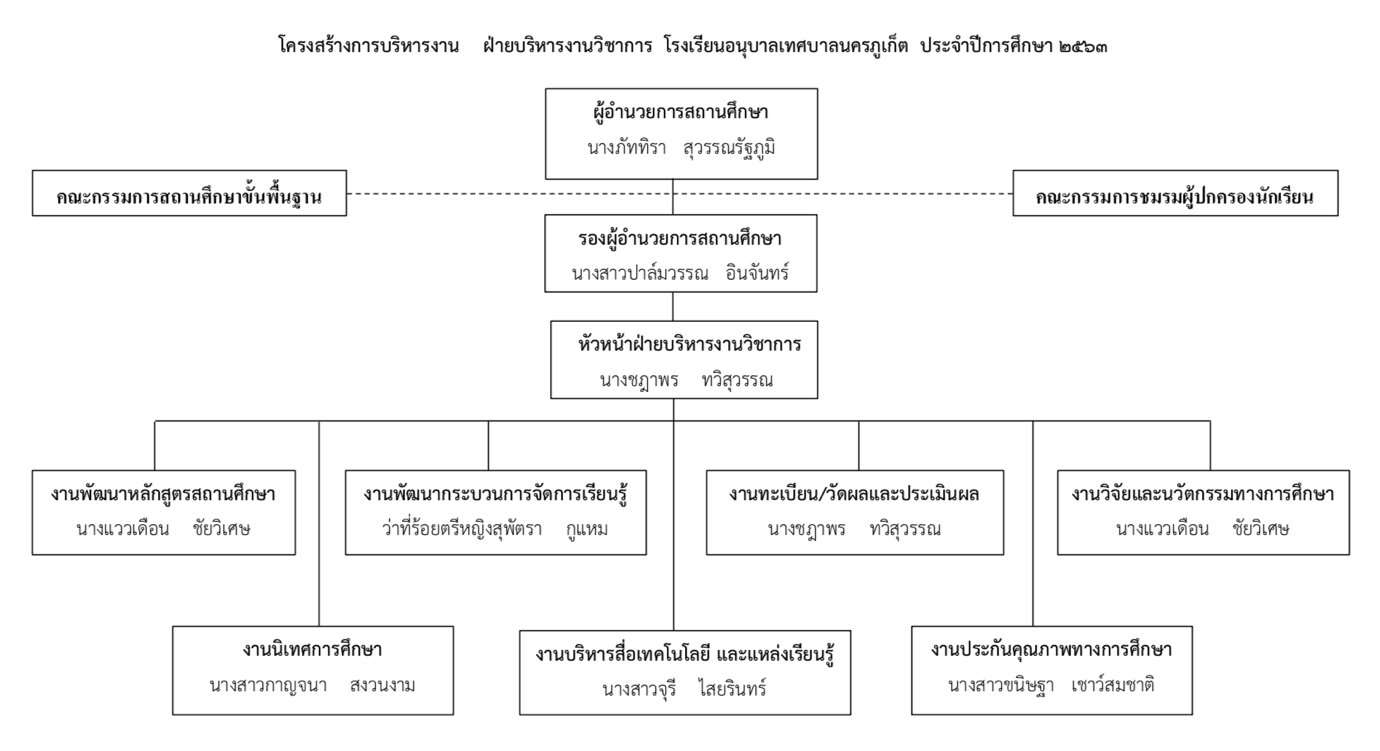 โครงสร้างการบริหารงาน ฝ่ายบริหารงานวิชาการ โรงเรียนอนุบาลเทศบาลนครภูเก็ต ประจำปีการศึกษา ๒๕๖๓
ผู้อำนวยการสถานศึกษา
นางภัททิรา สุวรรณรัฐภูมิ
คณะกรรมการสถานศึกษาขั้นพื้นฐาน
คณะกรรมการชมรมผู้ปกครองนักเรียน
รองผู้อำนวยการสถานศึกษา
นางสาวปาล์มวรรณ อินจันทร์
หัวหน้าฝ่ายบริหารงานวิชาการ
นางชฎาพร ทวิสุวรรณ
งานพัฒนาหลักสูตรสถานศึกษา
นางแววเดือน ชัยวิเศษ
งานพัฒนากระบวนการจัดการเรียนรู้
ว่าที่ร้อยตรีหญิงสุพัตรา กูแหม
งานทะเบียน/วัดผลและประเมินผล
นางชฎาพร ทวิสุวรรณ
งานวิจัยและนวัตกรรมทางการศึกษา
นางแววเดือน ชัยวิเศษ
งานนิเทศการศึกษา
นางสาวกาญจนา สงวนงาม
งานบริหารสื่อเทคโนโลยี และแหล่งเรียนรู้
นางสาวจุรี ไสยรินทร์
งานประกันคุณภาพทางการศึกษา
นางสาวขนิษฐา เชาว์สมชาติ